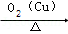 O₂ (Cu)
△